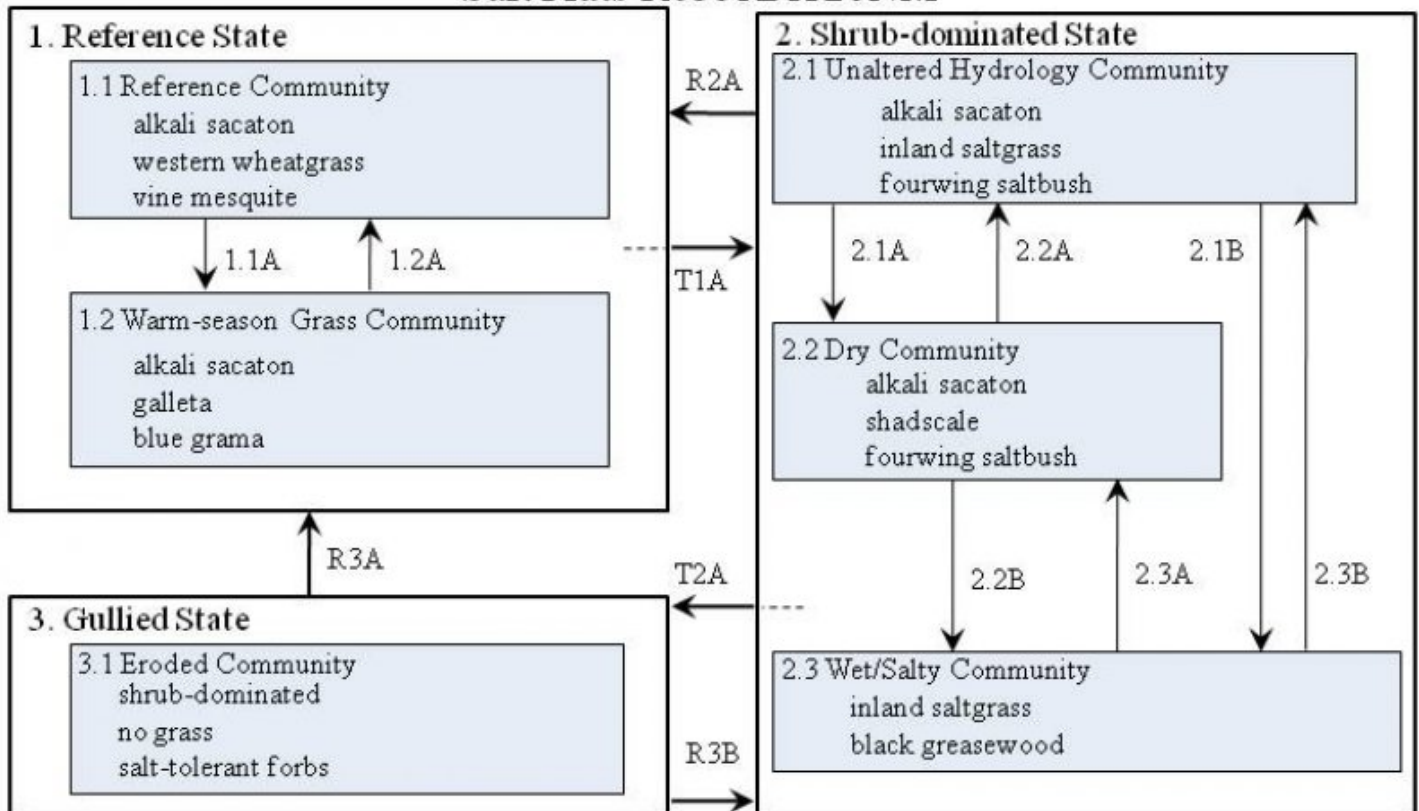 1. Reference State
1.1 Reference Community
alkali sacaton
western wheatgrass
vine mesquite
1.1A
1.2A
1.2 Warm-season Grass Community
alkali sacaton
galleta
blue grama
R2A
T1A
2. Shrub-dominated State
2.1 Unaltered Hydrology Community
alkali sacaton
inland saltgrass
fourwing saltbush
2.1A
2.2A
2.1B
2.2 Dry Community
alkali sacaton
shadscale
fourwing saltbush
2.2B
2.3A
2.3B
2.3 Wet/Salty Community
inland saltgrass
black greasewood
R3A
T2A
3. Gullied State
3.1 Eroded Community
shrub-dominated
no grass
salt-tolerant forbs
R3B